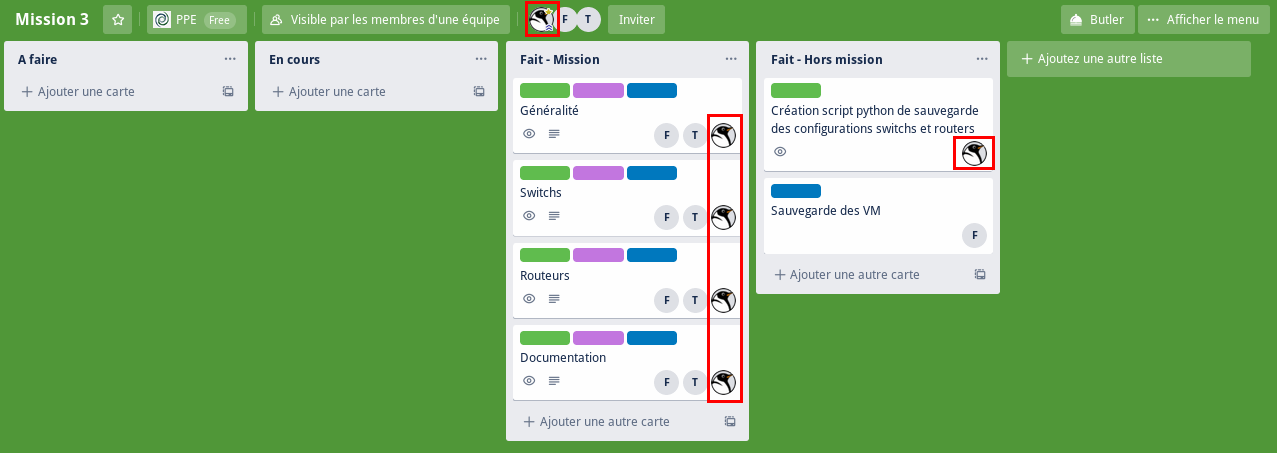 Mission 3
PPE Free
Visible par les membres d'une équipe
F
T
Inviter
Butler
Afficher le menu
A faire
Ajouter une carte
En cours
Ajouter une carte
Fait - Mission
Généralité
F T
Switchs
F T
Routeurs
F T
Documentation
F T
Ajouter une autre carte
Fait - Hors mission
Création script python de sauvegarde
des configurations switchs et routers
Sauvegarde des VM
F
Ajouter une autre carte
Ajoutez une autre liste